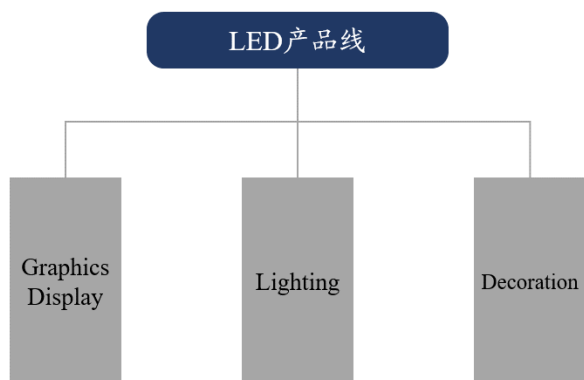 LED产品线
Graphics
Display
Lighting
Decoration